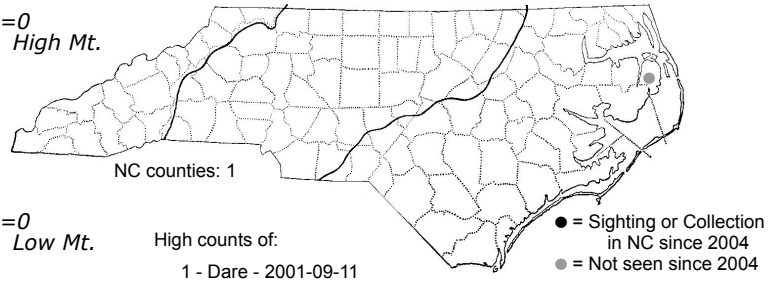 =0
High Mt.
NC counties: 1
=0
Low Mt.
High counts of:
1 - Dare - 2001-09-11
● = Sighting or Collection
in NC since 2004
● = Not seen since 2004